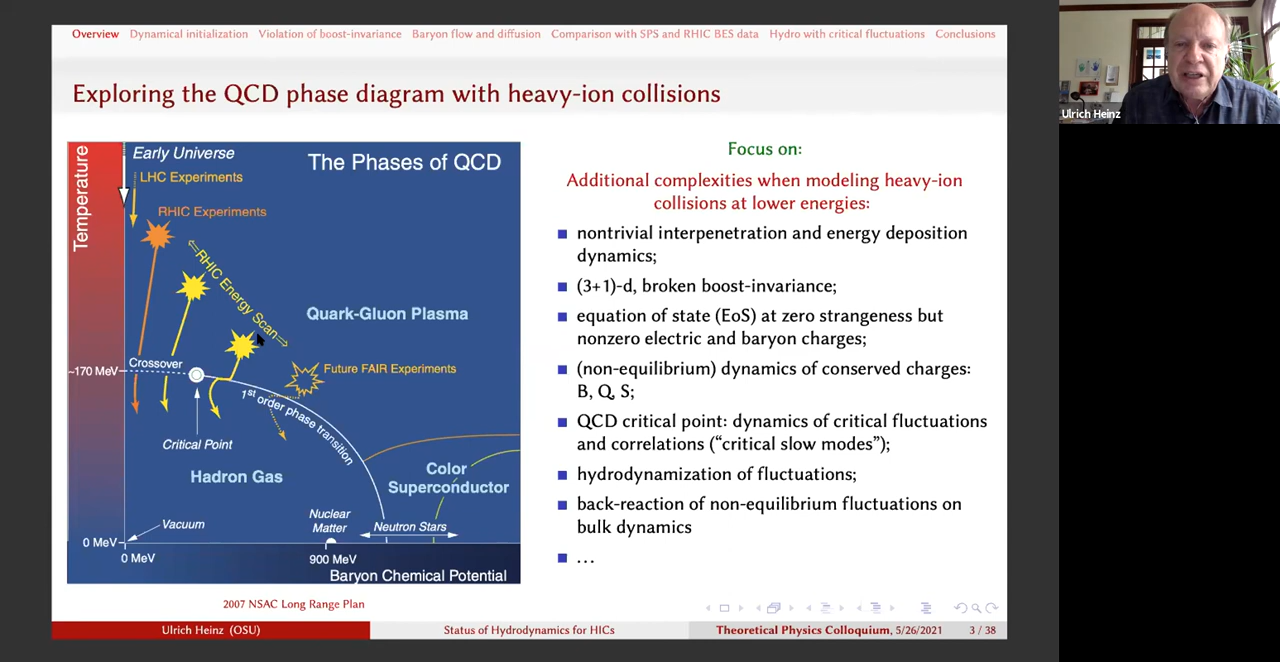 Overview Dynamical initialization Violation of boost-invariance Baryon flow and diffusion Comparison with SPS and RHIC BES data Hydro with critical fluctuations Conclusions
Exploring the QCD phase diagram with heavy-ion collisions
Temperature
Early Universe
The Phases of QCD
LHC Experiments
RHIC Experiments
RHIC Energy Scan
Quark-Gluon Plasma
Crossover
~170 MeV
Future FAIR Experiments
1st order phase transition
Critical Point
Hadron Gas
Color
Superconductor
Nuclear
Matter
Vacuum
Neutron Stars
0 MeV
0 MeV
900 MeV
Baryon Chemical Potential
2007 NSAC Long Range Plan
Focus on:
Additional complexities when modeling heavy-ion
collisions at lower energies:
nontrivial interpenetration and energy deposition
dynamics;
(3+1)-d, broken boost-invariance;
equation of state (EoS) at zero strangeness but
nonzero electric and baryon charges;
(non-equilibrium) dynamics of conserved charges:
B, Q, S;
QCD critical point: dynamics of critical fluctuations
and correlations (“critical slow modes”);
hydrodynamization of fluctuations;
back-reaction of non-equilibrium fluctuations on
bulk dynamics
...
Ulrich Heinz (OSU) Status of Hydrodynamics for HICs Theoretical Physics Colloquium, 5/26/2021 3 / 38
Ulrich Heinz